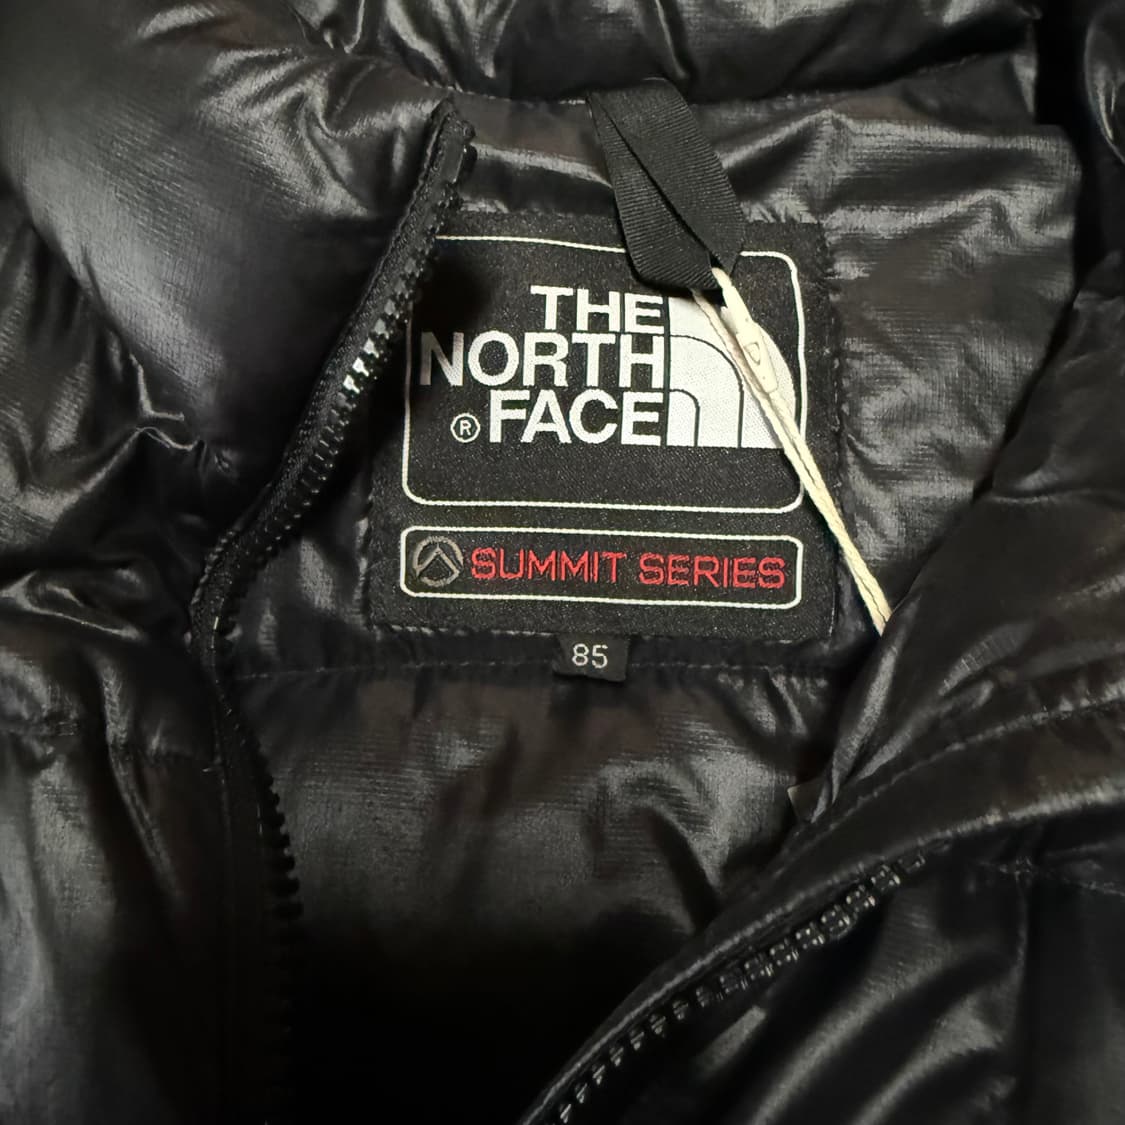 THE
NORTH
® FACE
SUMMIT SERIES
85